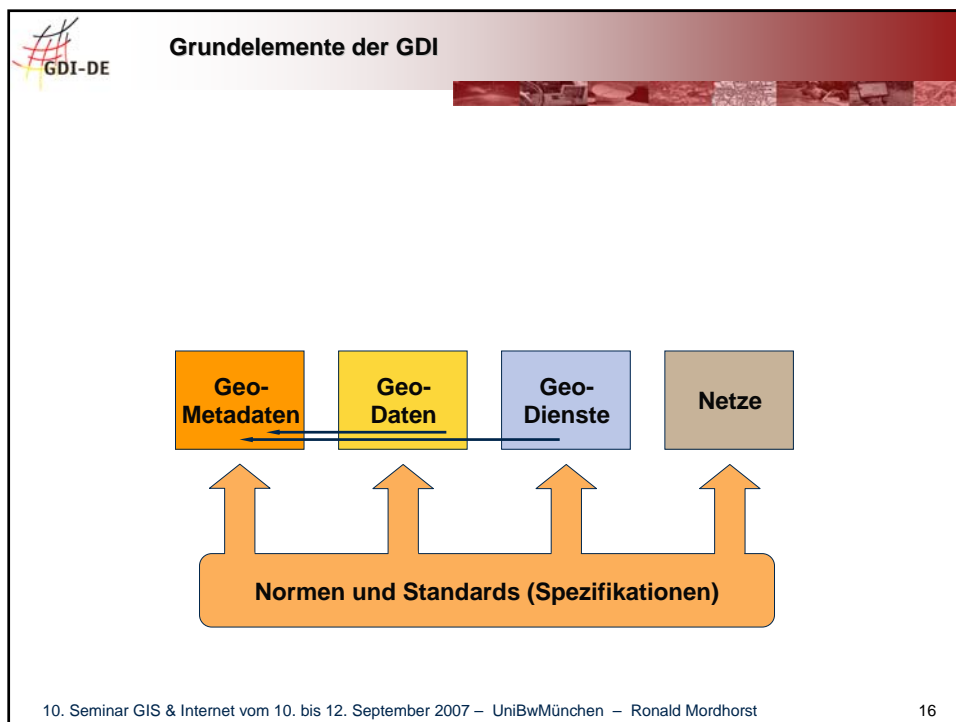 GDI-DE
Grundelemente der GDI
Geo-
Metadaten
Geo-
Daten
Geo-
Dienste
Netze
Normen und Standards (Spezifikationen)
10. Seminar GIS & Internet vom 10. bis 12. September 2007 – UniBwMünchen – Ronald Mordhorst 16